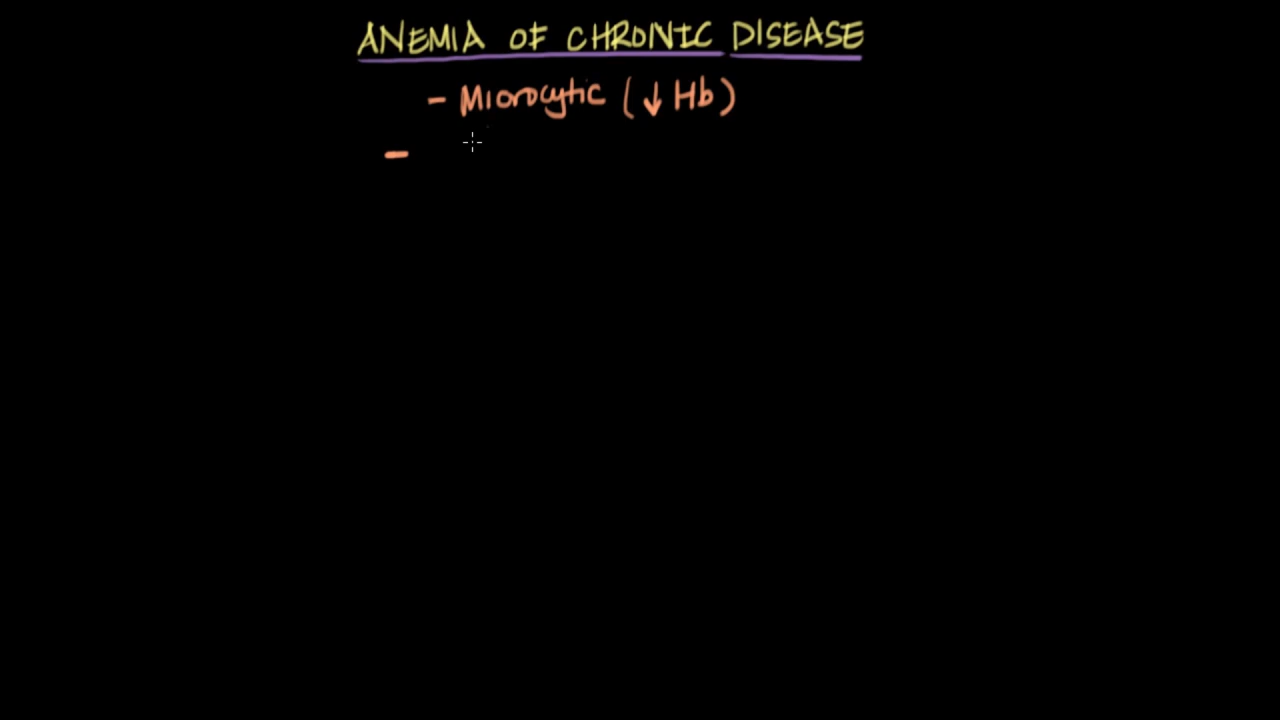 ANEMIA OF CHRONIC DISEASE
- Microcytic (↓ Hb)
-